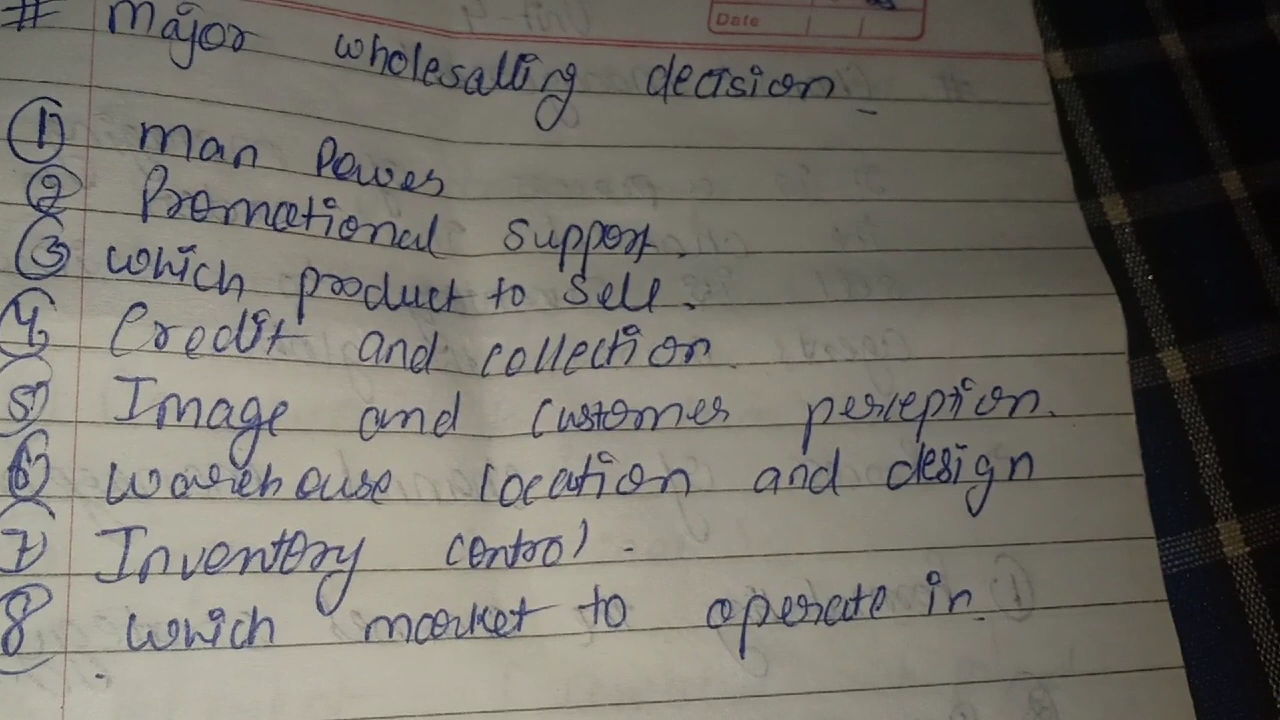 Date
# Major wholesalling decision
① Man Power
② Promotional support.
③ which product to sell.
④ Credit and collection
⑤ Image and customer perception.
⑥ warehouse location and design
⑦ Inventory control.
⑧ which market to operate in.